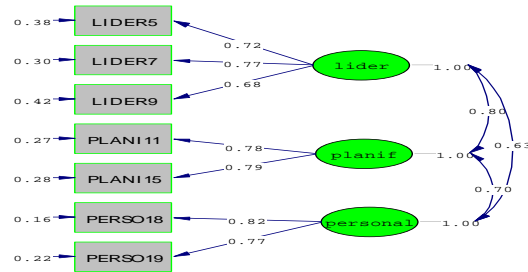 0.38 LIDER5
0.72
0.30 LIDER7
0.77 lider 1.00
0.42 LIDER9
0.68
0.80
0.63
0.27 PLANI11
0.78
planif 1.00
0.28 PLANI15
0.79
0.70
0.16 PERSO18
0.82 personal 1.00
0.22 PERSO19
0.77